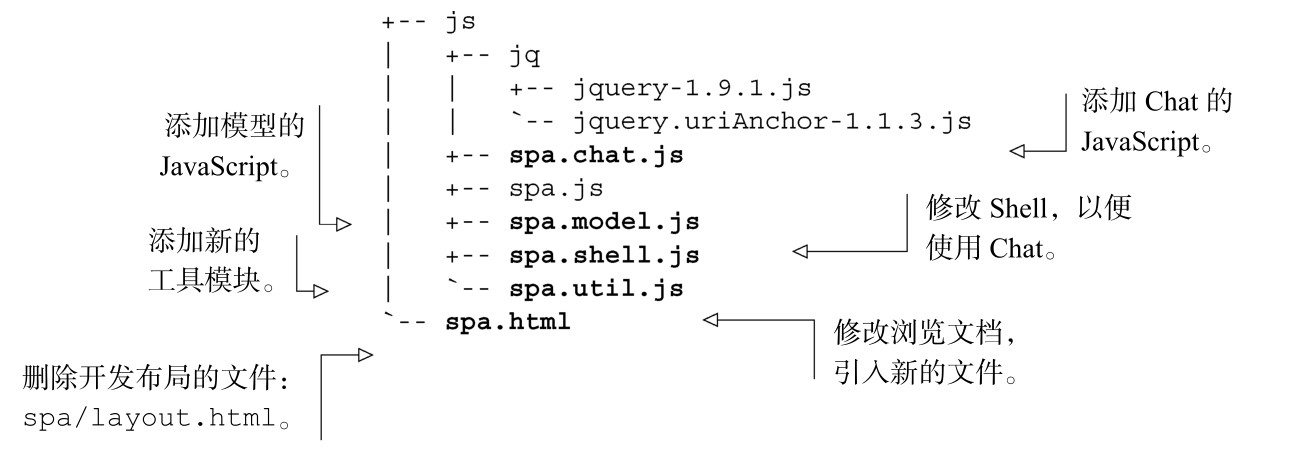 +-- js
|   +-- jq
|   |   +-- jquery-1.9.1.js
|   |   `-- jquery.uriAnchor-1.1.3.js
|   +-- spa.chat.js
|   +-- spa.js
|   +-- spa.model.js
|   +-- spa.shell.js
|   `-- spa.util.js
`-- spa.html
添加模型的
JavaScript。
添加新的
工具模块。
删除开发布局的文件：
spa/layout.html。
添加 Chat 的
JavaScript。
修改 Shell，以便
使用 Chat。
修改浏览文档，
引入新的文件。